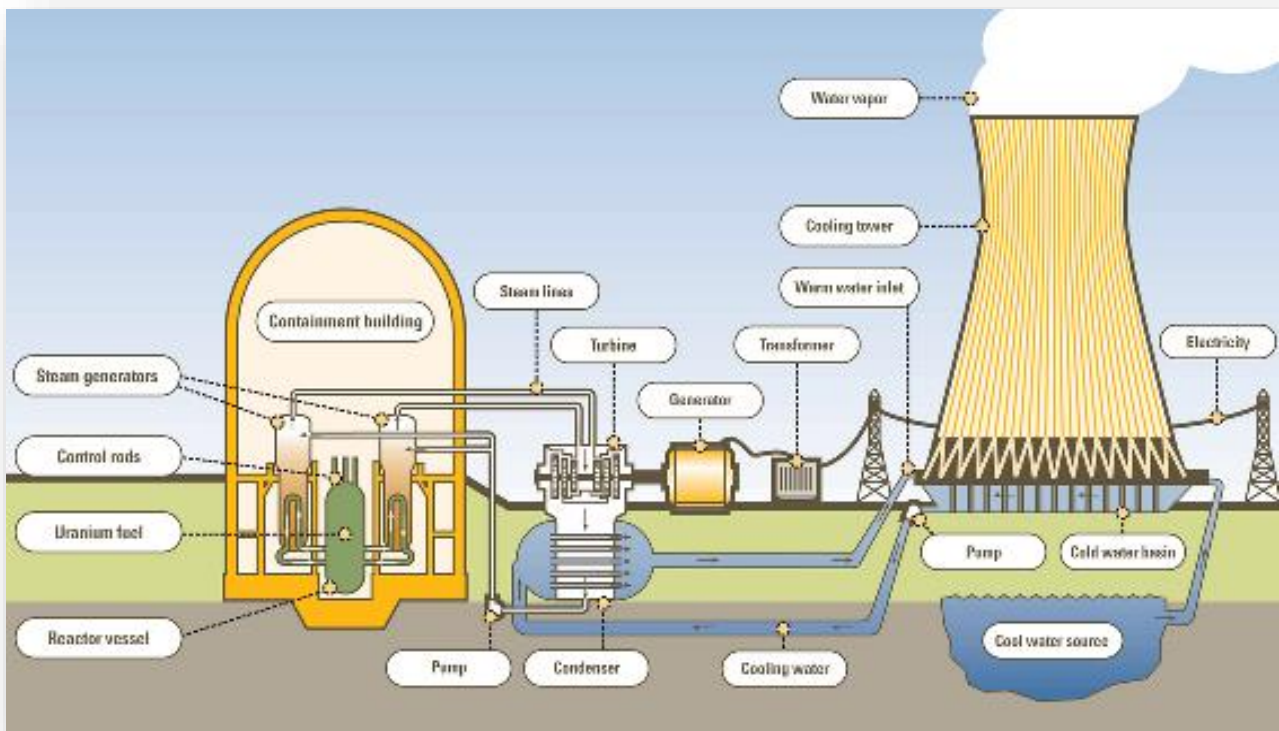 Water vapor
Cooling tower
Steam lines
Warm water inlet
Containment building
Turbine
Transformer
Electricity
Steam generators
Generator
Control rods
Uranium fuel
Pump
Cold water basin
Reactor vessel
Cool water source
Pump
Condenser
Cooling water